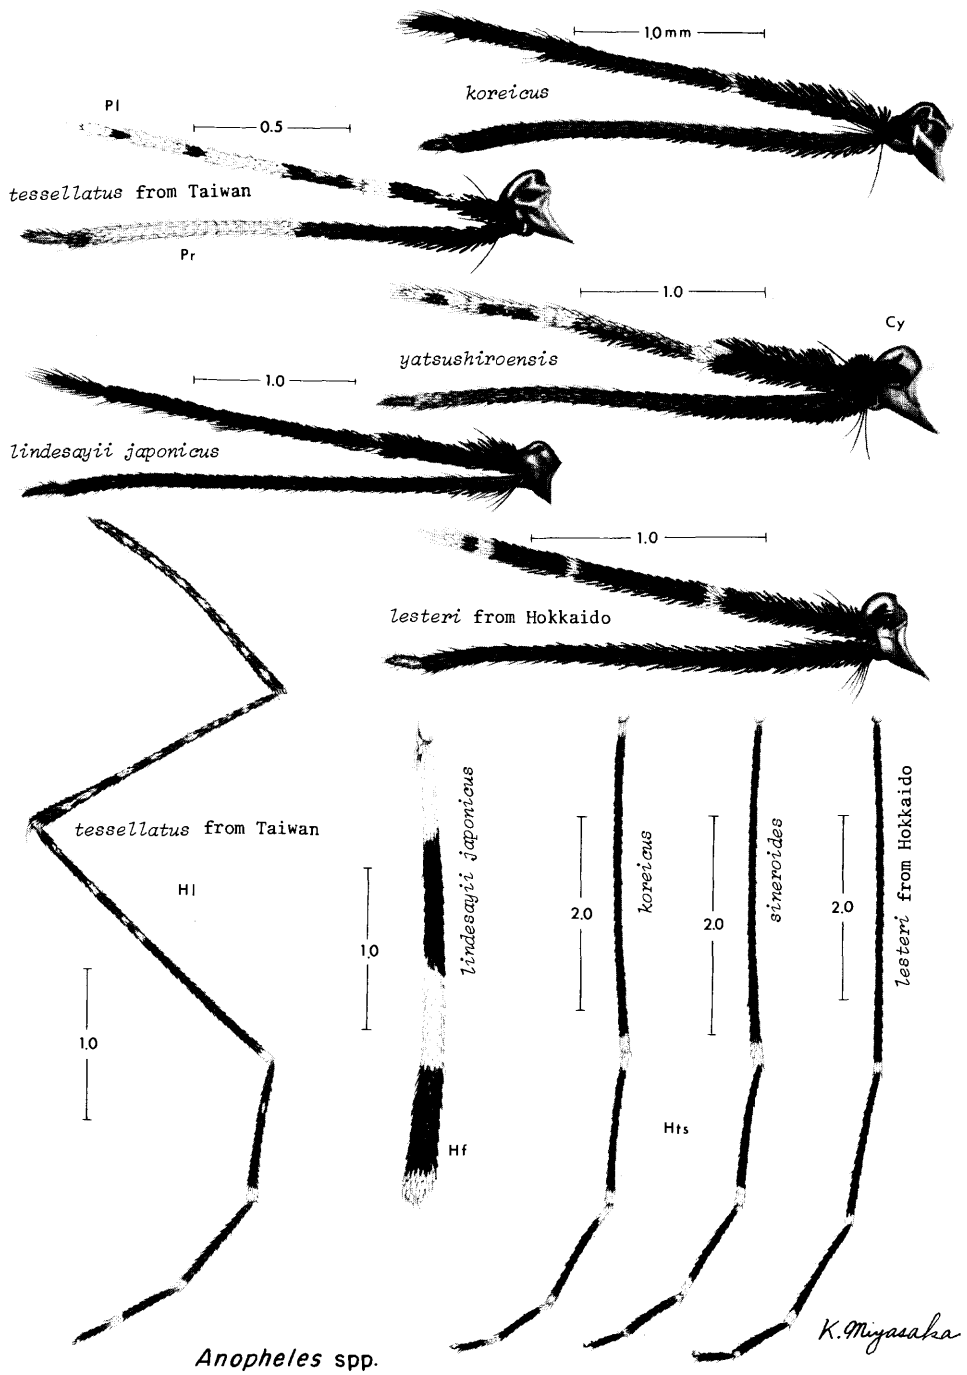 1.0 mm
koreicus
Pl
0.5
tessellatus from Taiwan
Pr
1.0
Cy
yatsushiroensis
1.0
lindesayii japonicus
1.0
lesteri from Hokkaido
tessellatus from Taiwan
Hl
1.0
lindesayii japonicus
1.0
Hf
koreicus
2.0
sineroides
2.0
lesteri from Hokkaido
2.0
Hts
K. Miyasaka
Anopheles spp.